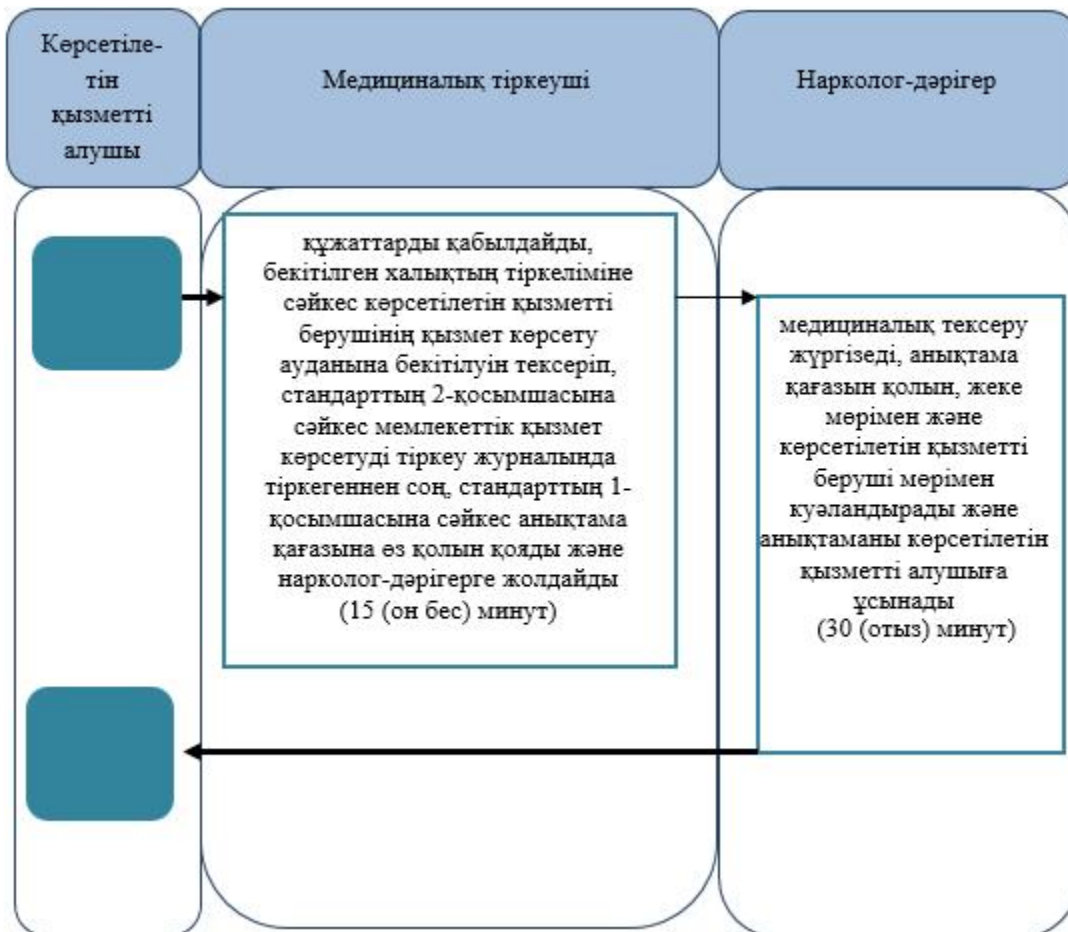 Көрсетіле-
тін
қызметті
алушы
Медициналық тіркеуші
Нарколог-дәрігер
құжаттарды қабылдайды,
бекітілген халықтың тіркеліміне
сәйкес көрсетілетін қызметті
берушінің қызмет көрсету
ауданына бекітілуін тексеріп,
стандарттың 2-қосымшасына
сәйкес мемлекеттік қызмет
көрсетуді тіркеу журналында
тіркегеннен соң, стандарттың 1-
қосымшасына сәйкес анықтама
қағазына өз қолын қояды және
нарколог-дәрігерге жолдайды
(15 (он бес) минут)
медициналық тексеру
жүргізеді, анықтама
қағазын қолын, жеке
мөрімен және
көрсетілетін қызметті
беруші мөрімен
куәландырады және
анықтаманы көрсетілетін
қызметті алушыға
ұсынады
(30 (отыз) минут)